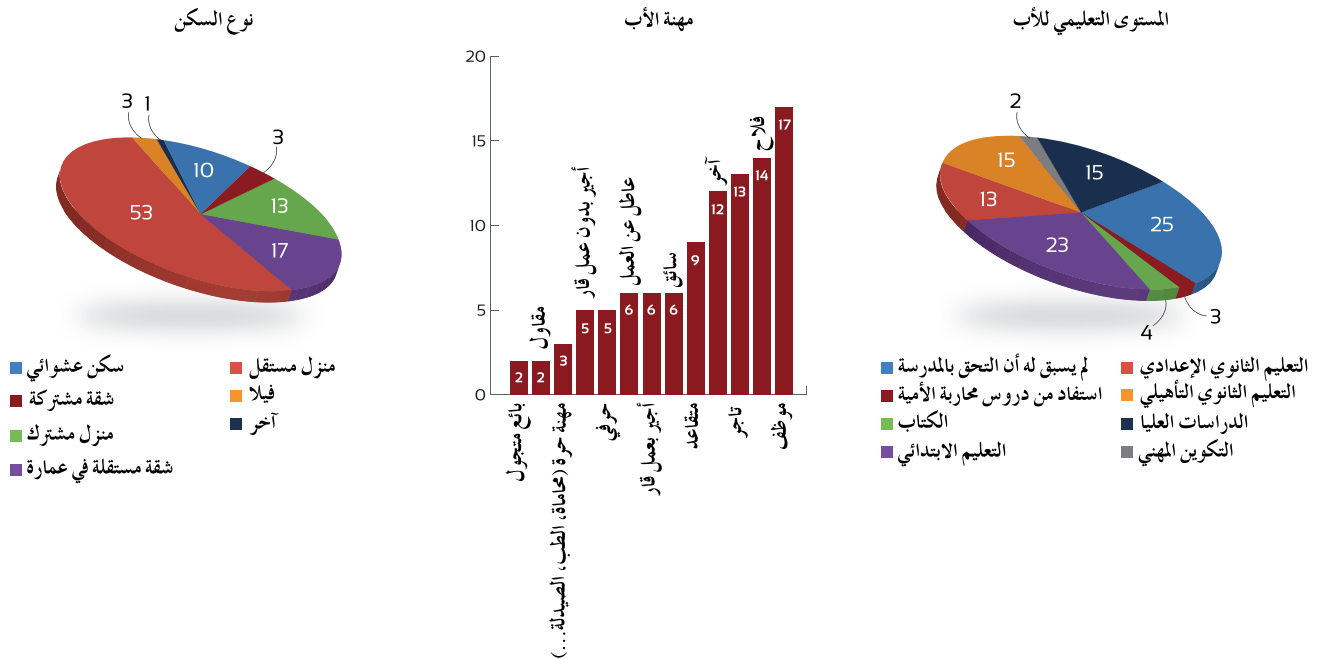 المستوى التعليمي للأب
2
15
15
25
13
23
4
3
لم يسبق له أن التحق بالمدرسة
استفاد من دروس محاربة الأمية
الكتاب
التعليم الابتدائي
التعليم الثانوي الإعدادي
التعليم الثانوي التأهيلي
الدراسات العليا
التكوين المهني
مهنة الأب
20
15
10
5
0
2
2
3
5
5
6
6
6
9
12
13
14
17
بائع متجول
مقاول
مهنة حرة (محاماة، الطب، الصيدلة...)
أجير بدون عمل قار
حرفي
عاطل عن العمل
أجير بعمل قار
سائق
متقاعد
آخر
تاجر
فلاح
موظف
نوع السكن
3
1
3
10
13
53
17
سكن عشوائي
شقة مشتركة
منزل مشترك
شقة مستقلة في عمارة
منزل مستقل
فيلا
آخر